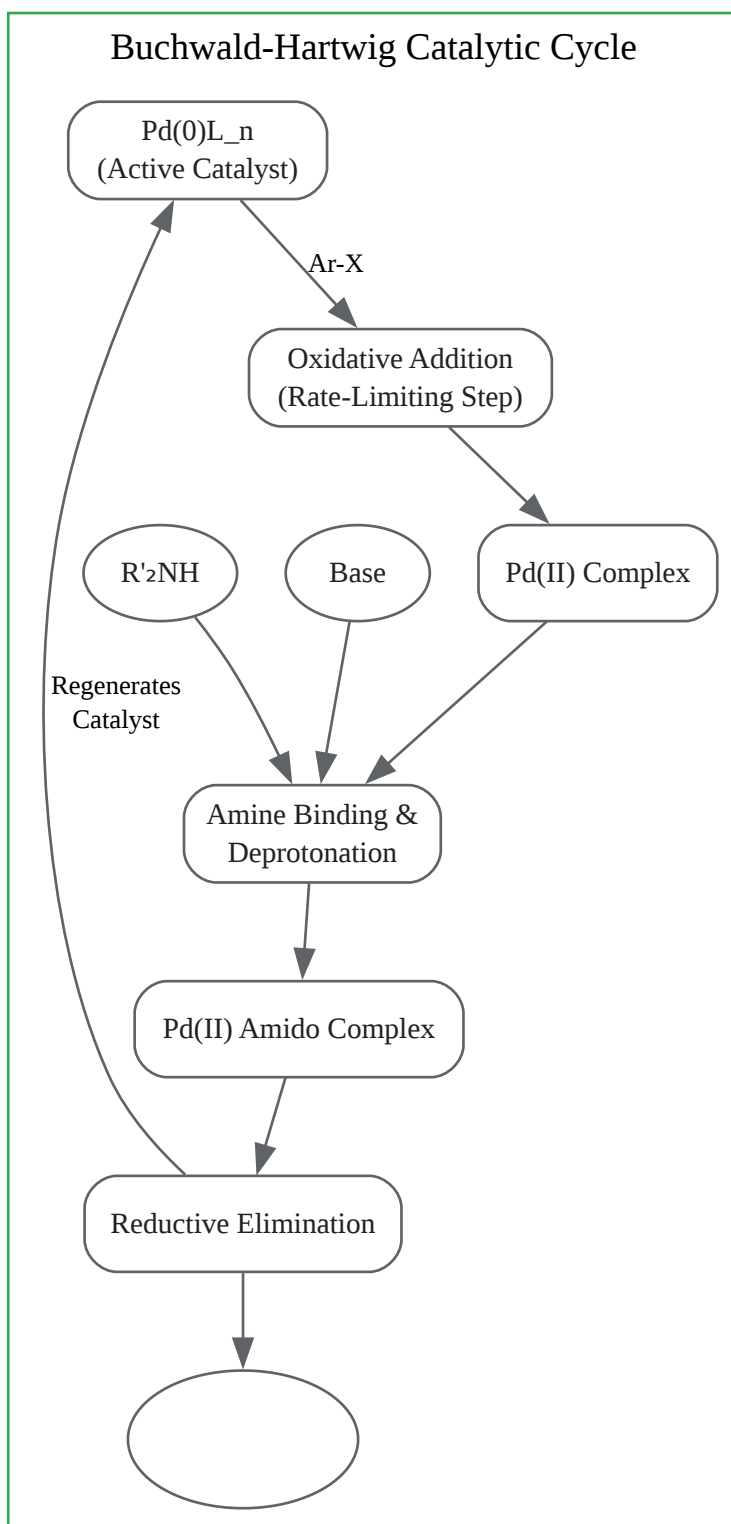 Buchwald-Hartwig Catalytic Cycle
Pd(0)L_n
(Active Catalyst)
Ar-X
Oxidative Addition
(Rate-Limiting Step)
R'₂NH
Base
Pd(II) Complex
Regenerates
Catalyst
Amine Binding &
Deprotonation
Pd(II) Amido Complex
Reductive Elimination